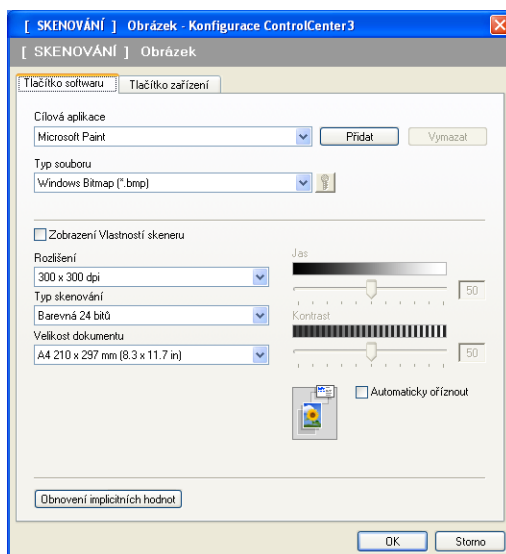 [ SKENOVÁNÍ ] Obrázek - Konfigurace ControlCenter3
[ SKENOVÁNÍ ] Obrázek
Tlačítko softwaru Tlačítko zařízení
Cílová aplikace
Microsoft Paint Přidat Vymazat
Typ souboru
Windows Bitmap (*.bmp)
Zobrazení Vlastností skeneru
Rozlišení
300 x 300 dpi
Typ skenování
Barevná 24 bitů
Velikost dokumentu
A4 210 x 297 mm (8.3 x 11.7 in)
Jas
50
Kontrast
50
Automaticky oříznout
Obnovení implicitních hodnot
OK Storno